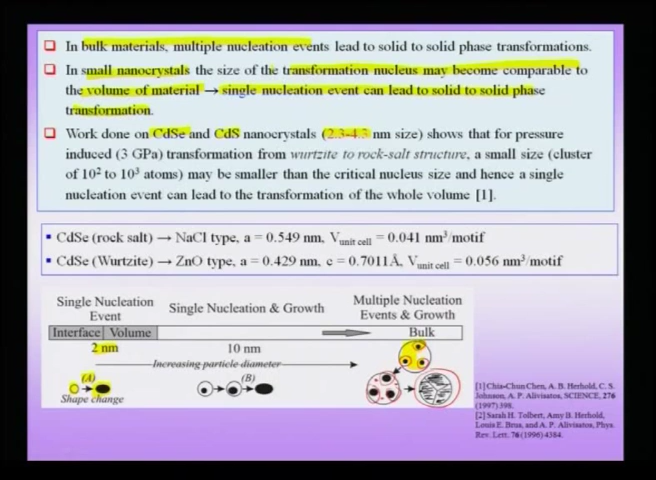 In bulk materials, multiple nucleation events lead to solid to solid phase transformations.
In small nanocrystals the size of the transformation nucleus may become comparable to
the volume of material → single nucleation event can lead to solid to solid phase
transformation.
Work done on CdSe and CdS nanocrystals (2.3-4.3 nm size) shows that for pressure
induced (3 GPa) transformation from wurtzite to rock-salt structure, a small size (cluster
of 10² to 10³ atoms) may be smaller than the critical nucleus size and hence a single
nucleation event can lead to the transformation of the whole volume [1].
CdSe (rock salt) → NaCl type, a = 0.549 nm, V unit cell = 0.041 nm³/motif
CdSe (Wurtzite) → ZnO type, a = 0.429 nm, c = 0.7011Å, V unit cell = 0.056 nm³/motif
Single Nucleation
Event
Single Nucleation & Growth
Multiple Nucleation
Events & Growth
Interface Volume
Bulk
2 nm
10 nm
Increasing particle diameter
(A)
(B)
Shape change
[1] Chia-Chun Chen, A. B. Herhold, C. S.
Johnson, A. P. Alivisatos, SCIENCE, 276
(1997) 398.
[2] Sarah H. Tolbert, Amy B. Herhold,
Louis E. Brus, and A. P. Alivisatos, Phys.
Rev. Lett. 76 (1996) 4384.